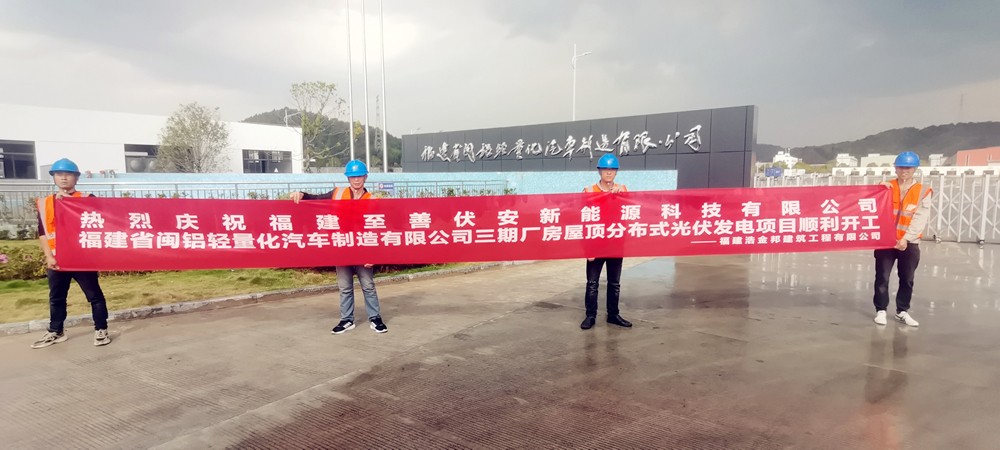 福建省闽铝轻量化汽车制造有限公司
热烈庆祝福建至善伏安新能源科技有限公司
福建省闽铝轻量化汽车制造有限公司三期厂房屋顶分布式光伏发电项目顺利开工
——福建浩金邦建筑工程有限公司